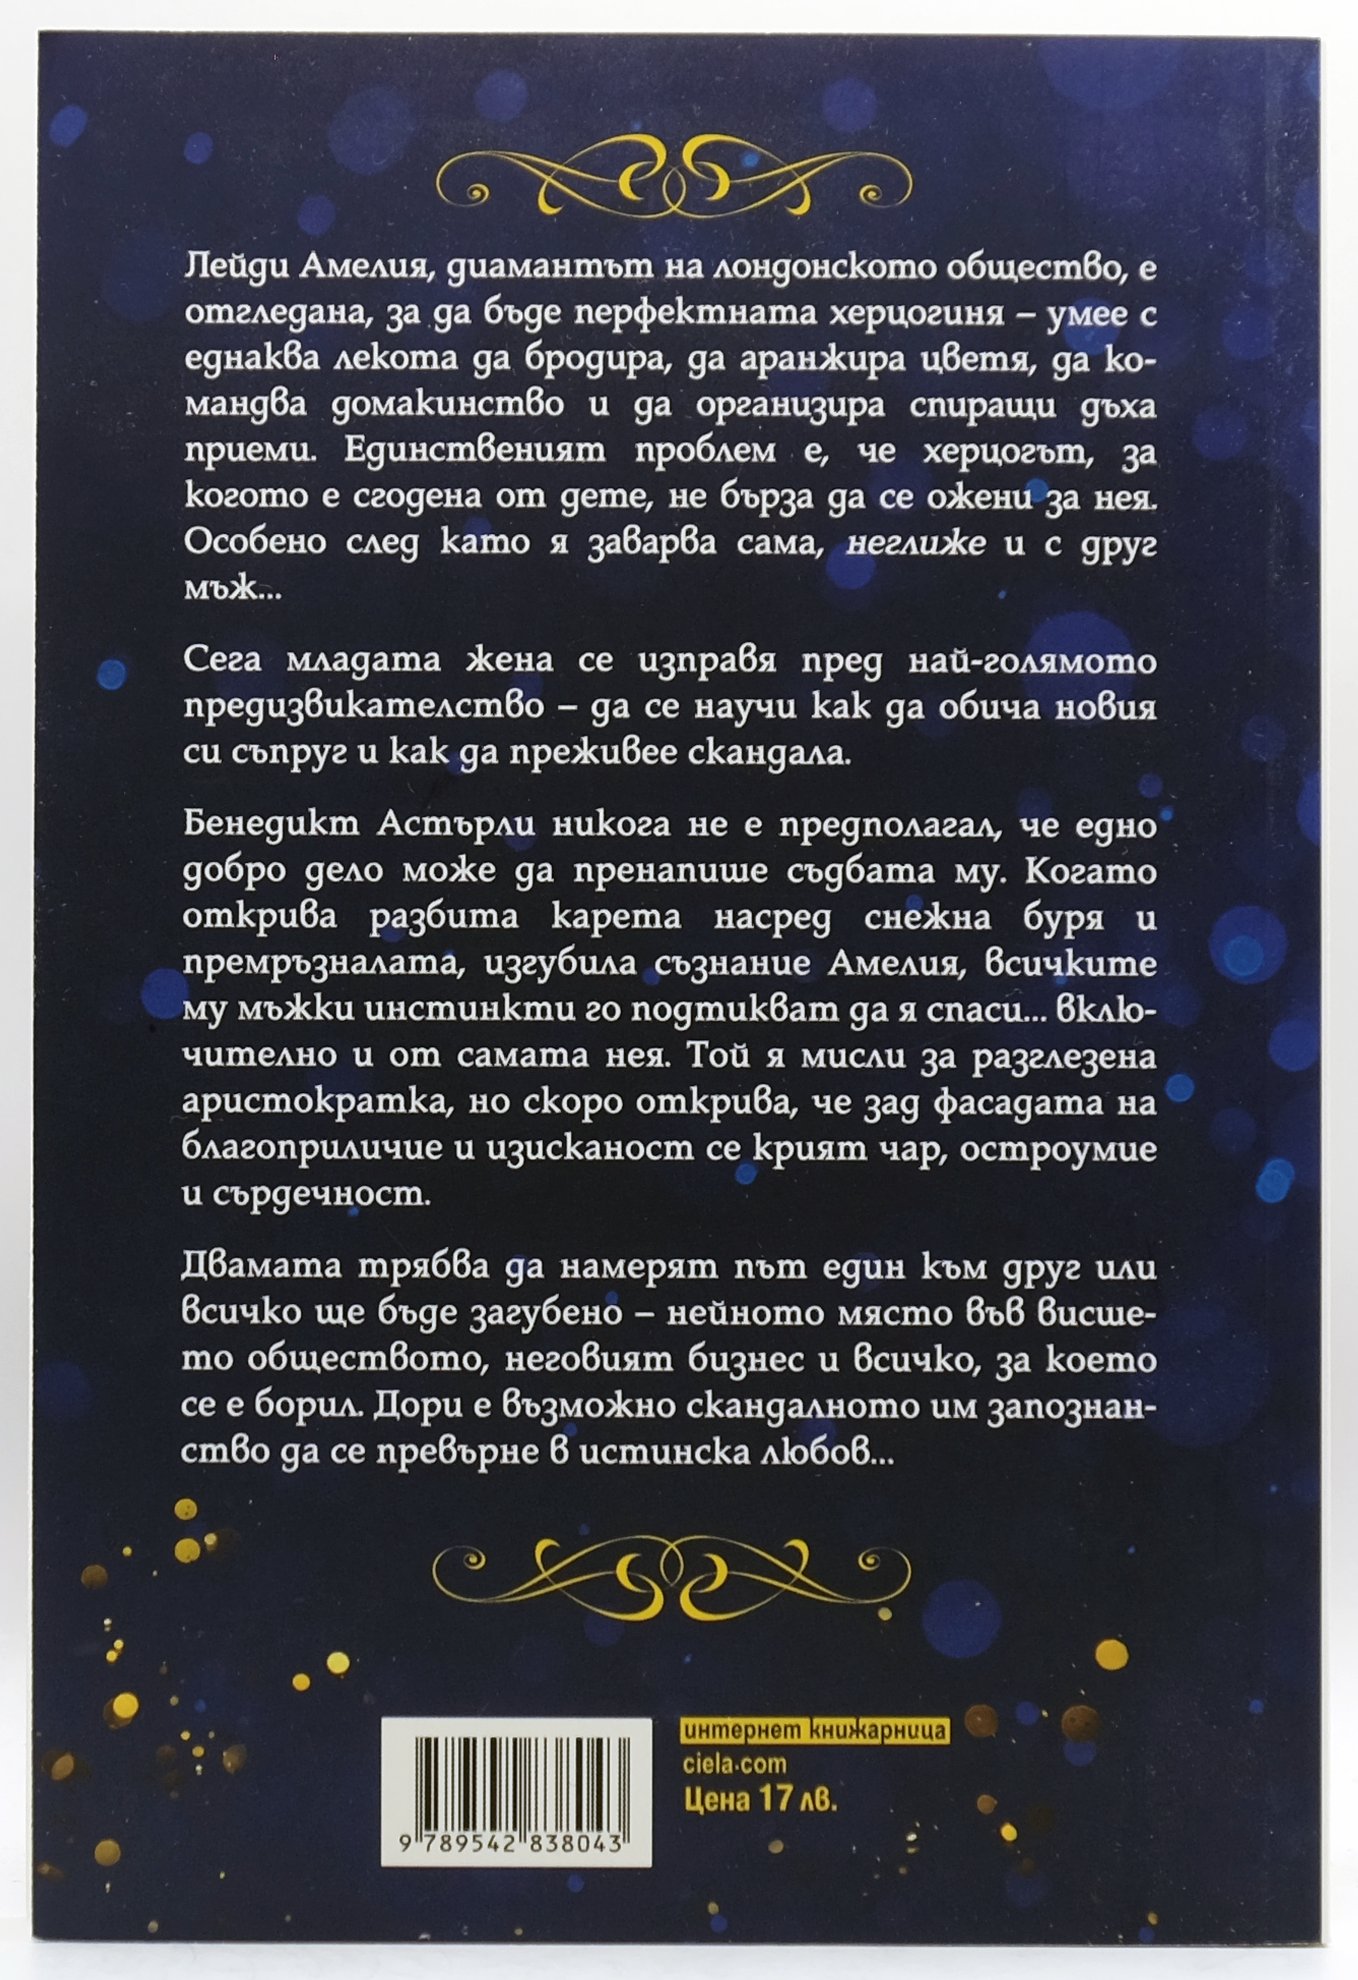 Лейди Амелия, диамантът на лондонското общество, е
отгледана, за да бъде перфектната херцогиня – умее с
еднаква лекота да бродира, да аранжира цветя, да ко-
мандва домакинство и да организира спиращи дъха
приеми. Единственият проблем е, че херцогът, за
когото е сгодена от дете, не бърза да се ожени за нея.
Особено след като я заварва сама, неглиже и с друг
мъж...
Сега младата жена се изправя пред най-голямото
предизвикателство – да се научи как да обича новия
си съпруг и как да преживее скандала.
Бенедикт Астърли никога не е предполагал, че едно
добро дело може да пренапише съдбата му. Когато
открива разбита карета насред снежна буря и
премръзналата, изгубила съзнание Амелия, всичките
му мъжки инстинкти го подтикват да я спаси... вклю-
чително и от самата нея. Той я мисли за разглезена
аристократка, но скоро открива, че зад фасадата на
благоприличие и изисканост се крият чар, остроумие
и сърдечност.
Двамата трябва да намерят път един към друг или
всичко ще бъде загубено – нейното място във висше-
то обществото, неговият бизнес и всичко, за което
се е борил. Дори е възможно скандалното им запознан-
ство да се превърне в истинска любов...
интернет книжарница
ciela.com
Цена 17 лв.
9 789542 838043